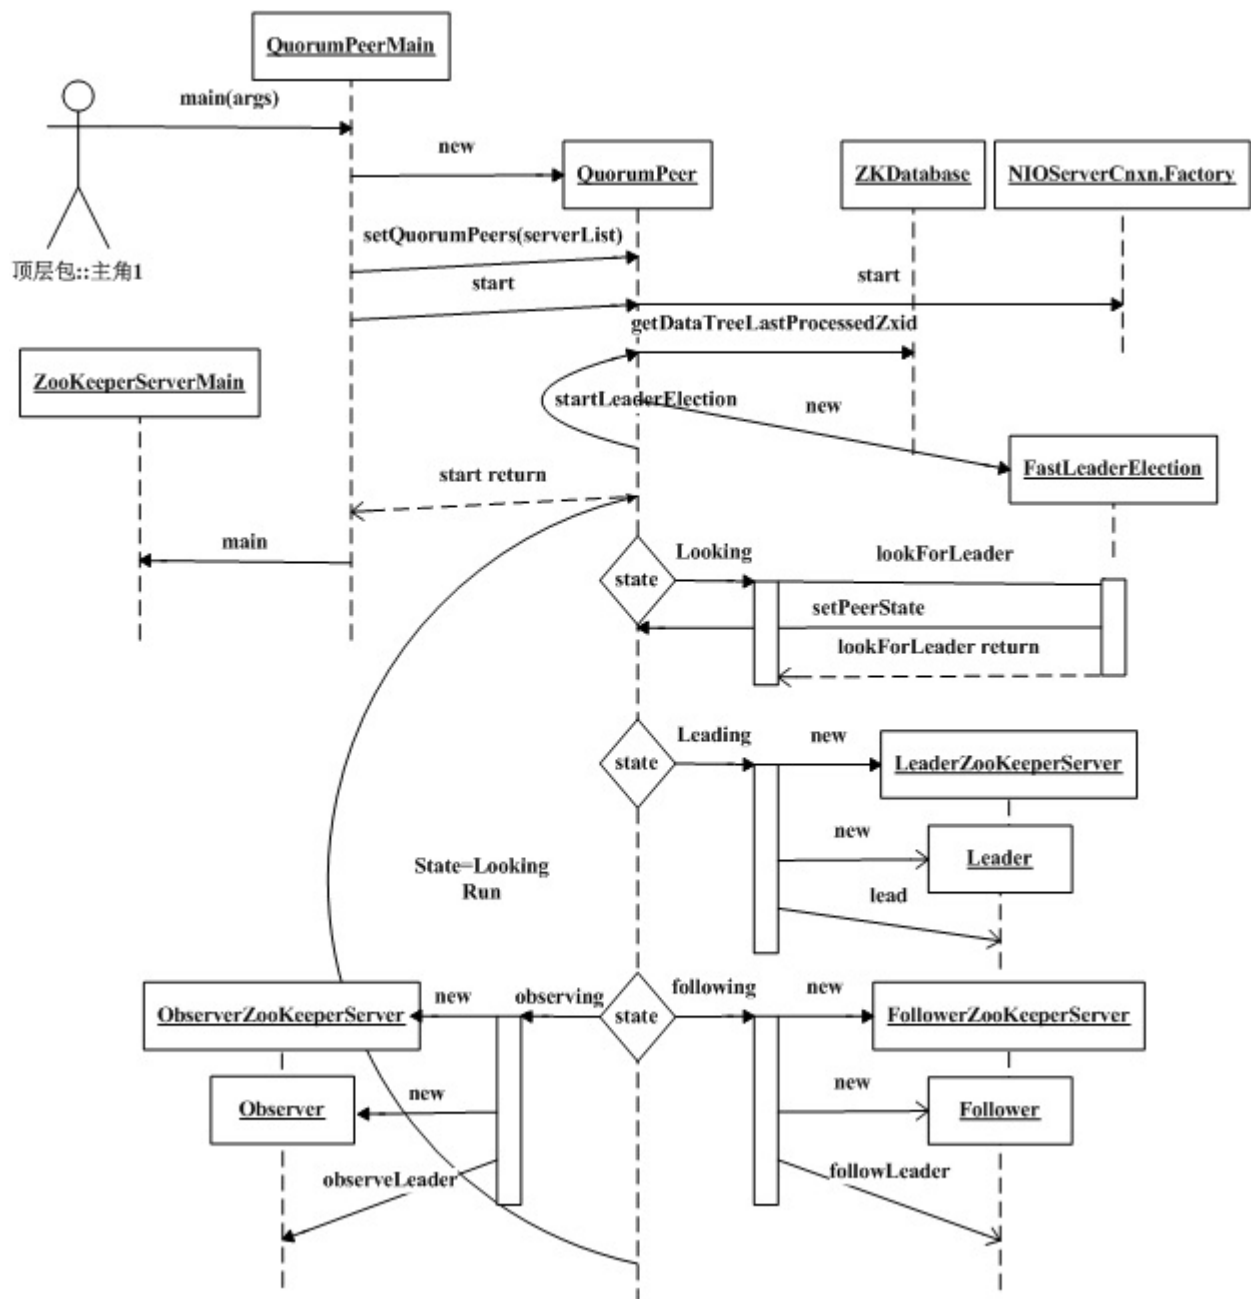 QuorumPeerMain
main(args)
new
QuorumPeer
ZKDatabase
NIOServerCnxn.Factory
setQuorumPeers(serverList)
顶层包::主角1
start
start
getDataTreeLastProcessedZxid
ZooKeeperServerMain
startLeaderElection
new
FastLeaderElection
start return
main
state
Looking
lookForLeader
setPeerState
lookForLeader return
state
Leading
new
LeaderZooKeeperServer
new
Leader
State=Looking
Run
lead
ObserverZooKeeperServer
new
observing
state
following
new
FollowerZooKeeperServer
Observer
new
new
Follower
observeLeader
followLeader